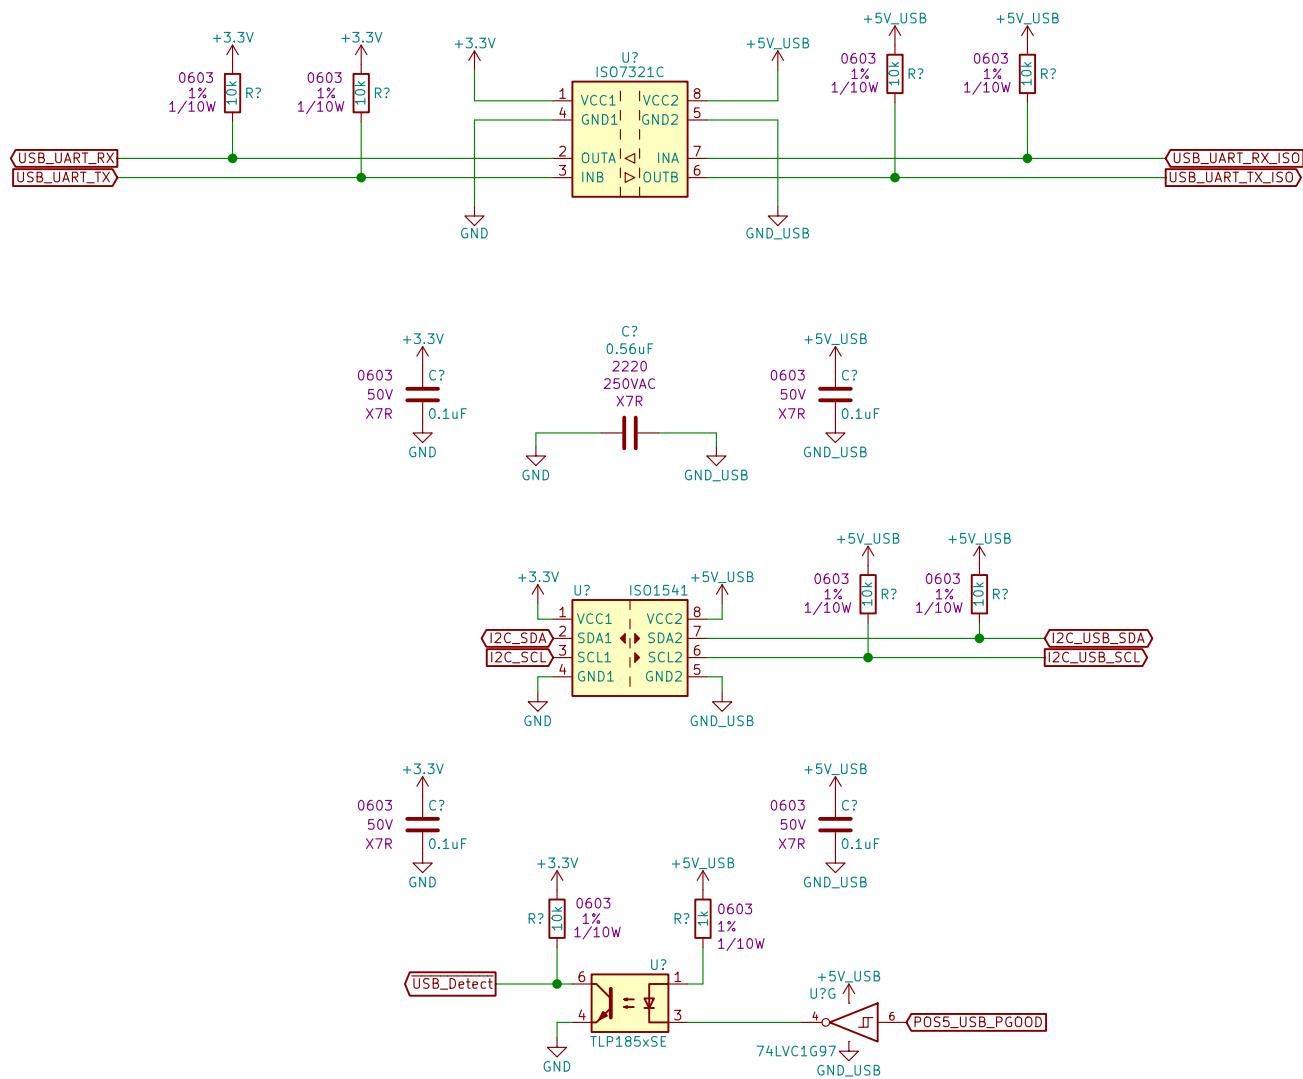 +3.3V
0603
1%
1/10W
10k
R?
+3.3V
0603
1%
1/10W
10k
R?
+3.3V
U?
ISO7321C
1 VCC1 VCC2 8
4 GND1 GND2 5
2 OUTA INA 7
3 INB OUTB 6
+5V_USB
+5V_USB
0603
1%
1/10W
10k
R?
+5V_USB
0603
1%
1/10W
10k
R?
USB_UART_RX
USB_UART_TX
USB_UART_RX_ISO
USB_UART_TX_ISO
GND
GND_USB
+3.3V
0603
50V
X7R
C?
0.1uF
GND
C?
0.56uF
2220
250VAC
X7R
GND
GND_USB
+5V_USB
0603
50V
X7R
C?
0.1uF
GND_USB
+3.3V
U?
ISO1541
+5V_USB
1 VCC1 VCC2 8
2 SDA1 SDA2 7
3 SCL1 SCL2 6
4 GND1 GND2 5
I2C_SDA
I2C_SCL
GND
GND_USB
+5V_USB
0603
1%
1/10W
10k
R?
+5V_USB
0603
1%
1/10W
10k
R?
I2C_USB_SDA
I2C_USB_SCL
+3.3V
0603
50V
X7R
C?
0.1uF
GND
+5V_USB
0603
50V
X7R
C?
0.1uF
GND_USB
+3.3V
R?
10k
0603
1%
1/10W
+5V_USB
R?
1k
0603
1%
1/10W
USB_Detect
U?
6
1
4
3
TLP185xSE
GND
+5V_USB
U?G
4
6
POS5_USB_PGOOD
74LVC1G97
GND_USB